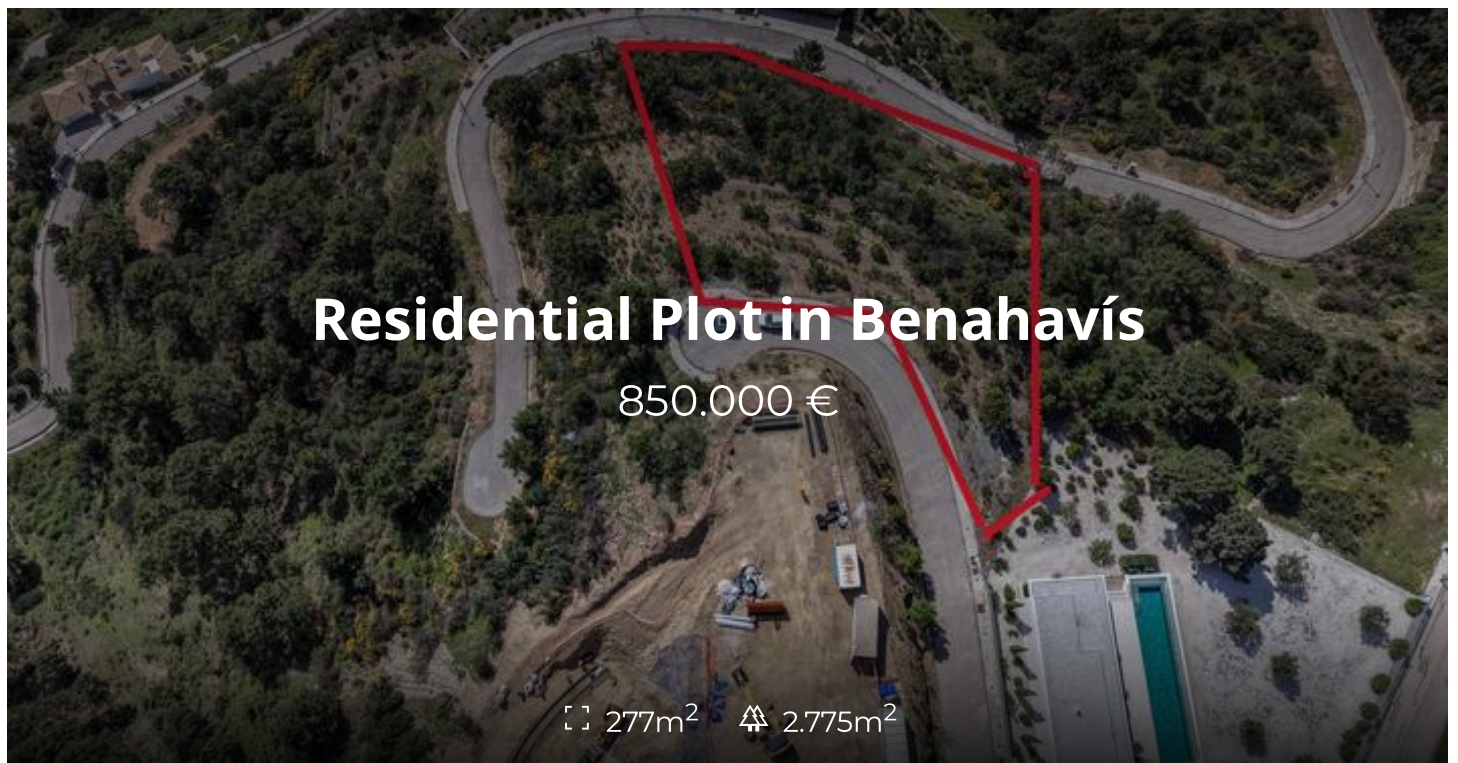 Residential Plot in Benahavís
850.000 €
277m² 2.775m²